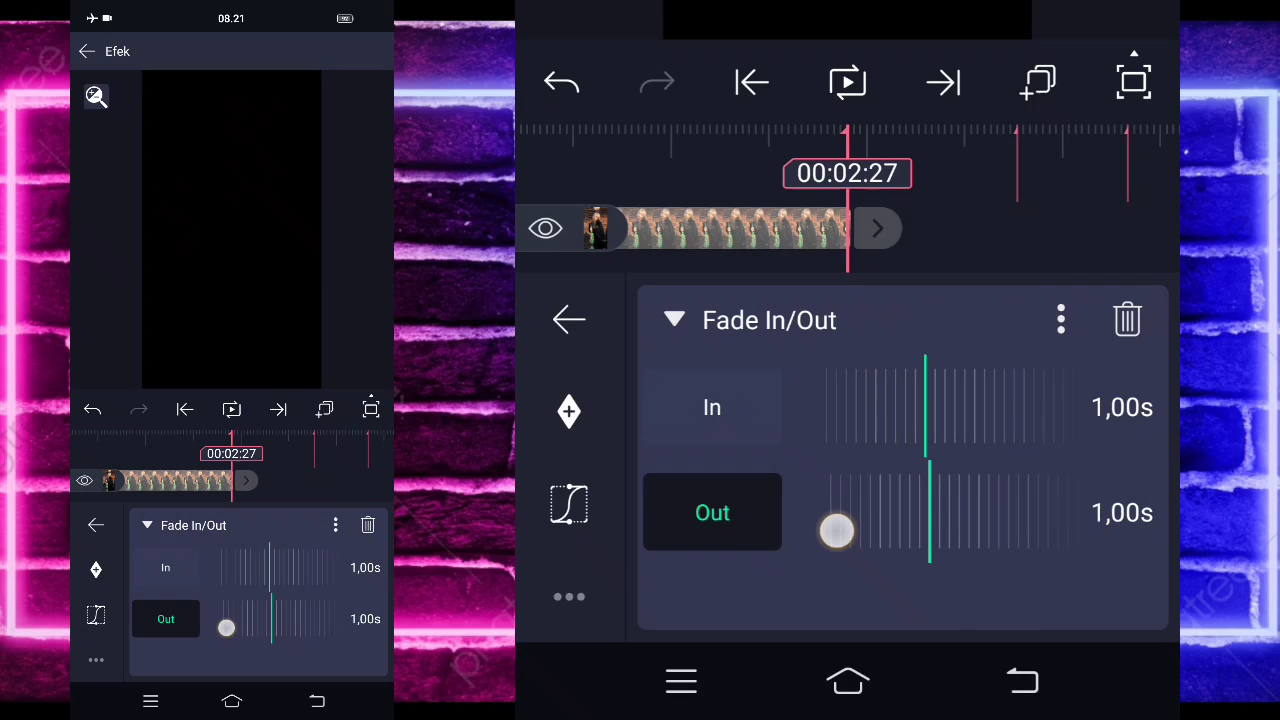 08.21
92
Efek
00:02:27
Fade In/Out
In
1,00s
Out
1,00s
00:02:27
Fade In/Out
In
1,00s
Out
1,00s